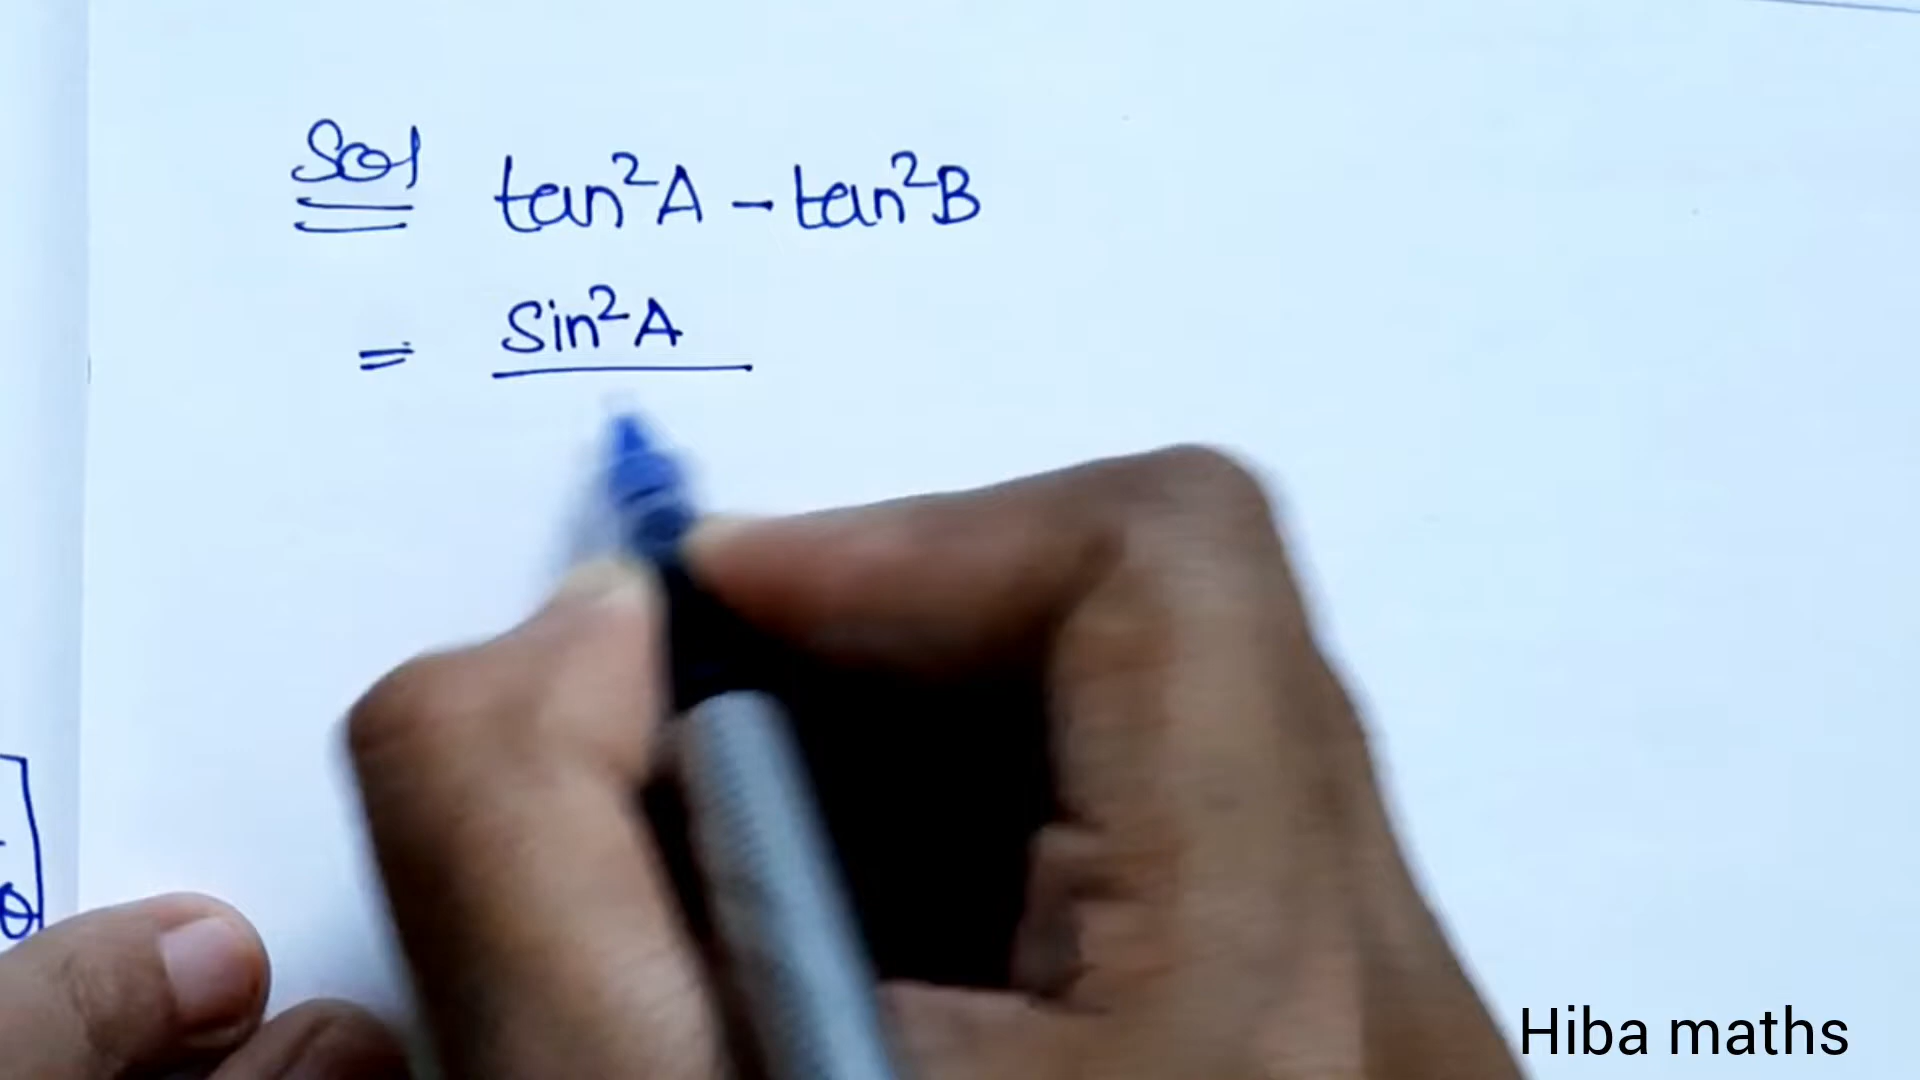 Sol tan²A - tan²B
= Sin²A
θ
Hiba maths